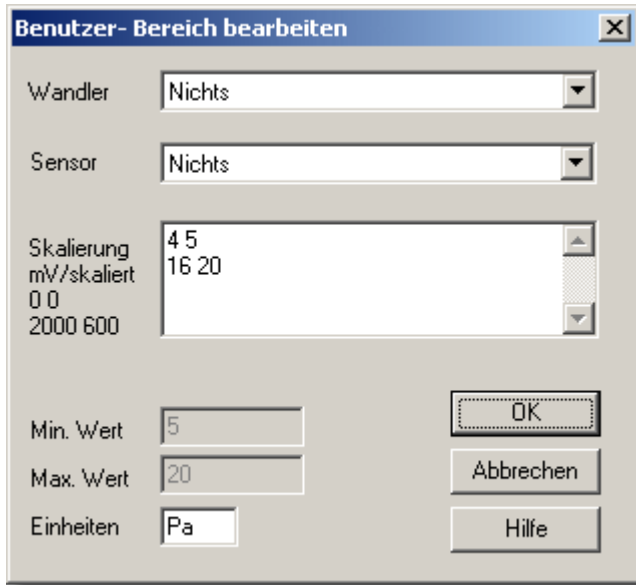 Benutzer- Bereich bearbeiten
Wandler
Nichts
Sensor
Nichts
Skalierung
mV/skaliert
0 0
2000 600
4 5
16 20
Min. Wert
5
Max. Wert
20
Einheiten
Pa
OK
Abbrechen
Hilfe